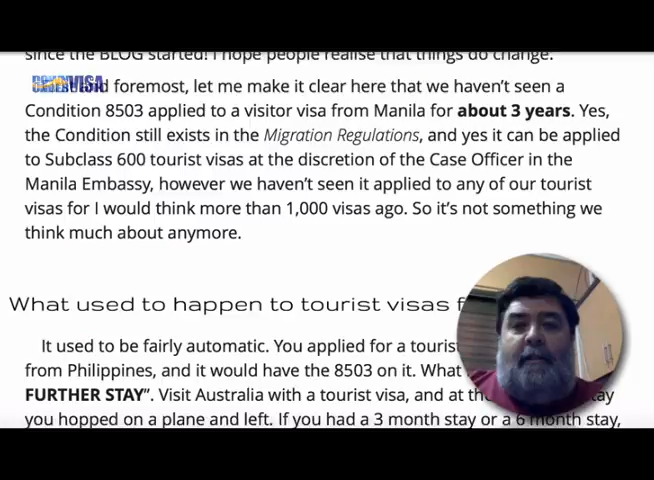 since the BLOG started! I hope people realise that things do change.
VISA d foremost, let me make it clear here that we haven't seen a
Condition 8503 applied to a visitor visa from Manila for about 3 years. Yes,
the Condition still exists in the Migration Regulations, and yes it can be applied
to Subclass 600 tourist visas at the discretion of the Case Officer in the
Manila Embassy, however we haven't seen it applied to any of our tourist
visas for I would think more than 1,000 visas ago. So it's not something we
think much about anymore.
What used to happen to tourist visas f
It used to be fairly automatic. You applied for a tourist
from Philippines, and it would have the 8503 on it. What
FURTHER STAY". Visit Australia with a tourist visa, and at th stay
you hopped on a plane and left. If you had a 3 month stay or a 6 month stay,